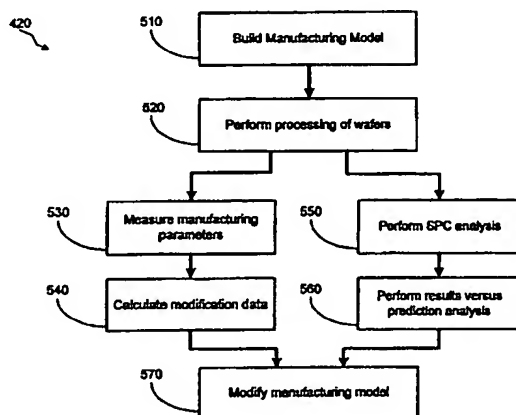 420
510
Build Manufacturing Model
520
Perform processing of wafers
530
Measure manufacturing
parameters
550
Perform SPC analysis
540
Calculate modification data
560
Perform results versus
prediction analysis
570
Modify manufacturing model